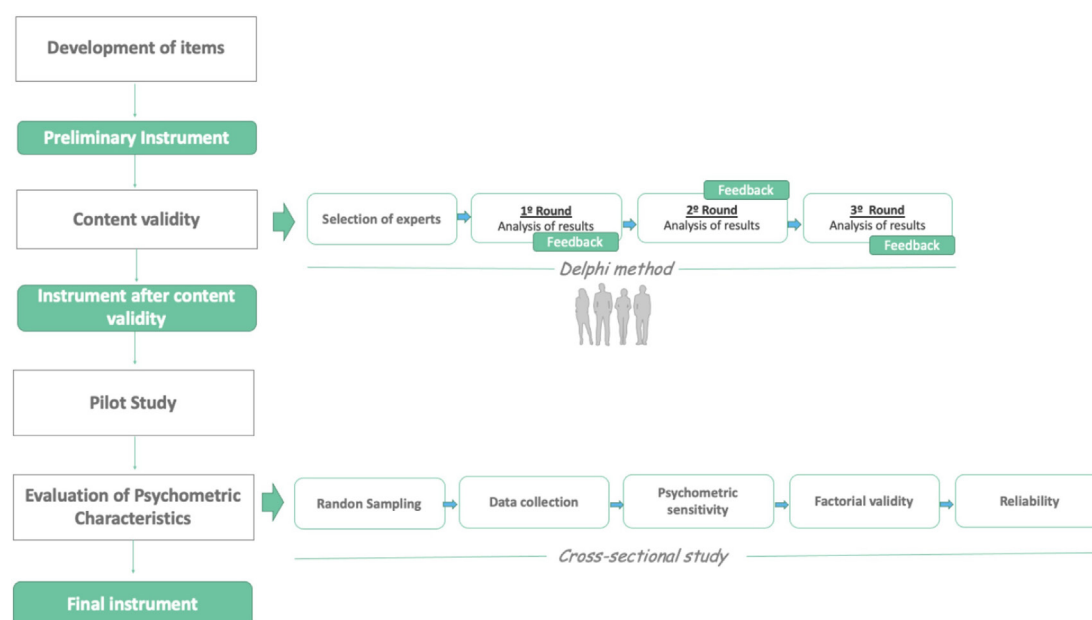 Development of items
Preliminary Instrument
Content validity
Selection of experts
1º Round
Analysis of results
Feedback
Feedback
2º Round
Analysis of results
3º Round
Analysis of results
Feedback
Delphi method
Instrument after content
validity
Pilot Study
Evaluation of Psychometric
Characteristics
Randon Sampling
Data collection
Psychometric
sensitivity
Factorial validity
Reliability
Cross-sectional study
Final instrument